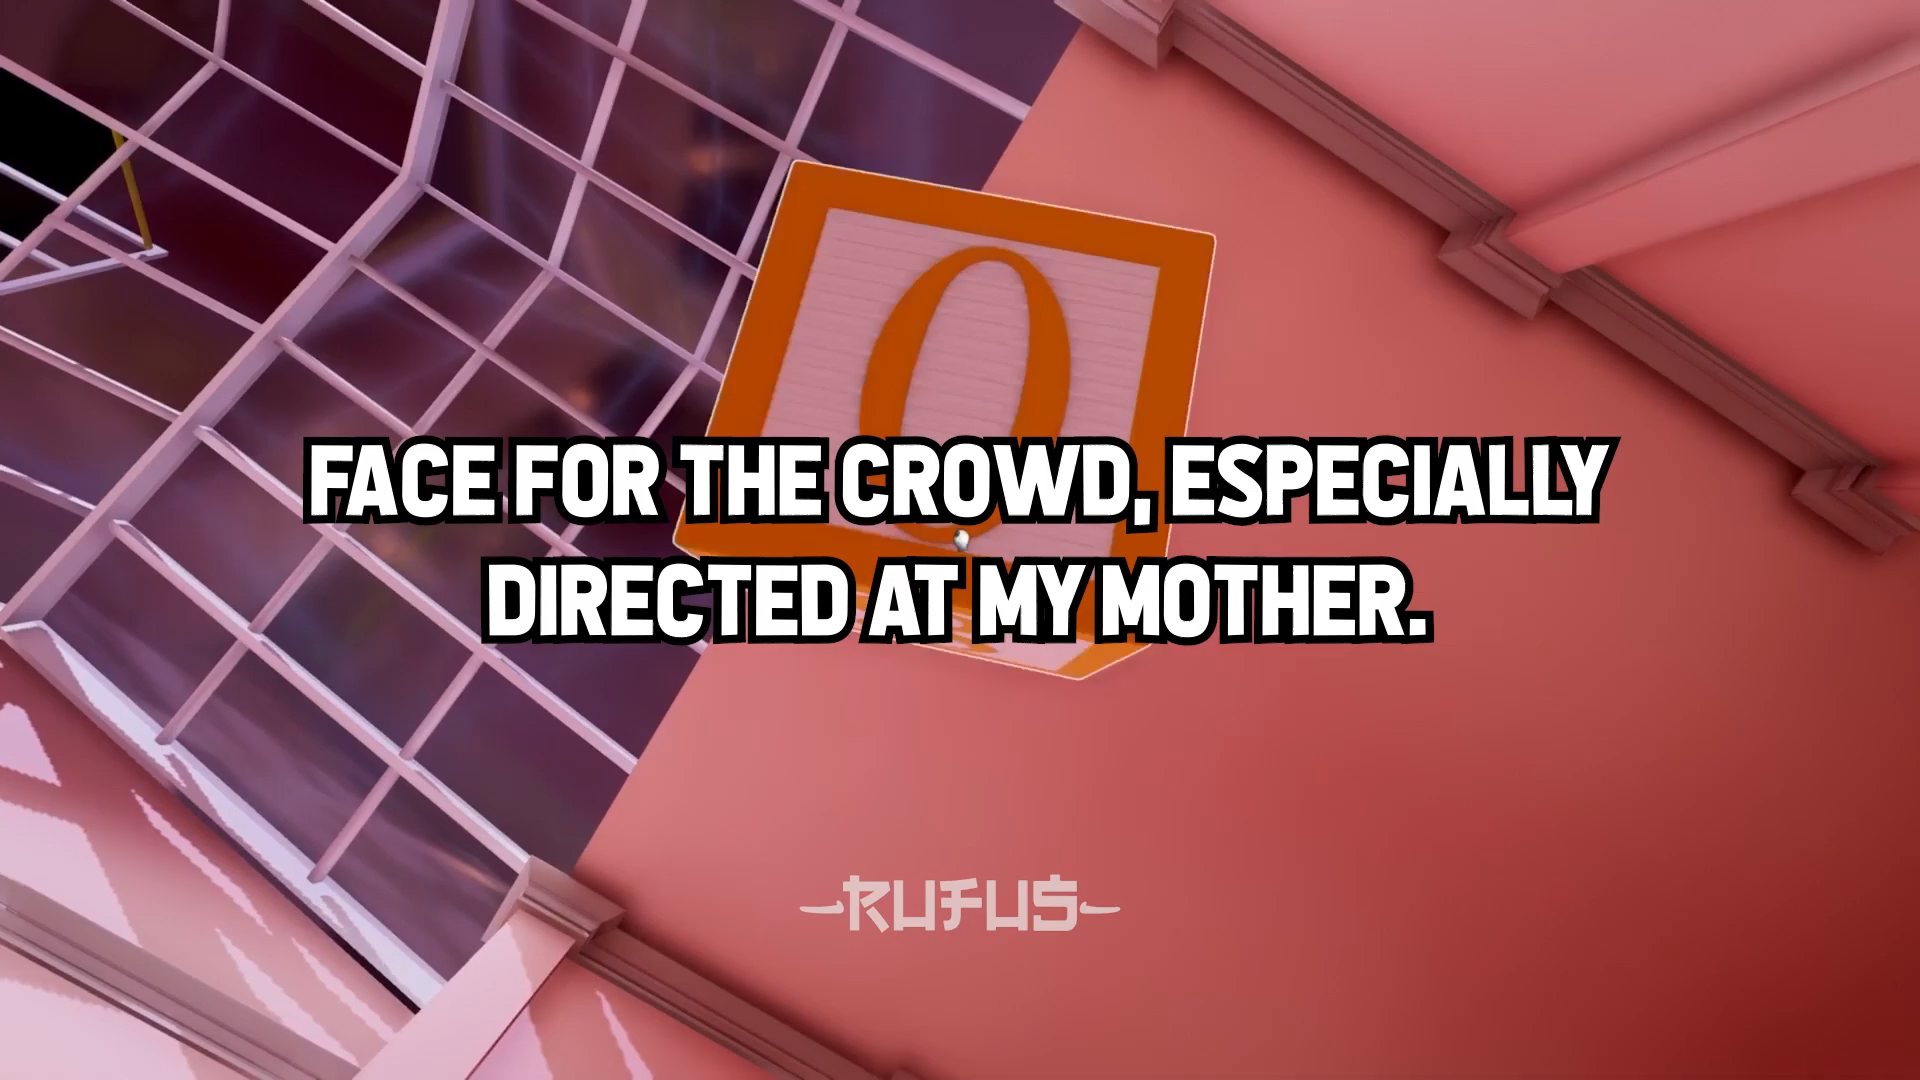 O
FACE FOR THE CROWD, ESPECIALLY
DIRECTED AT MY MOTHER.
RUFUS